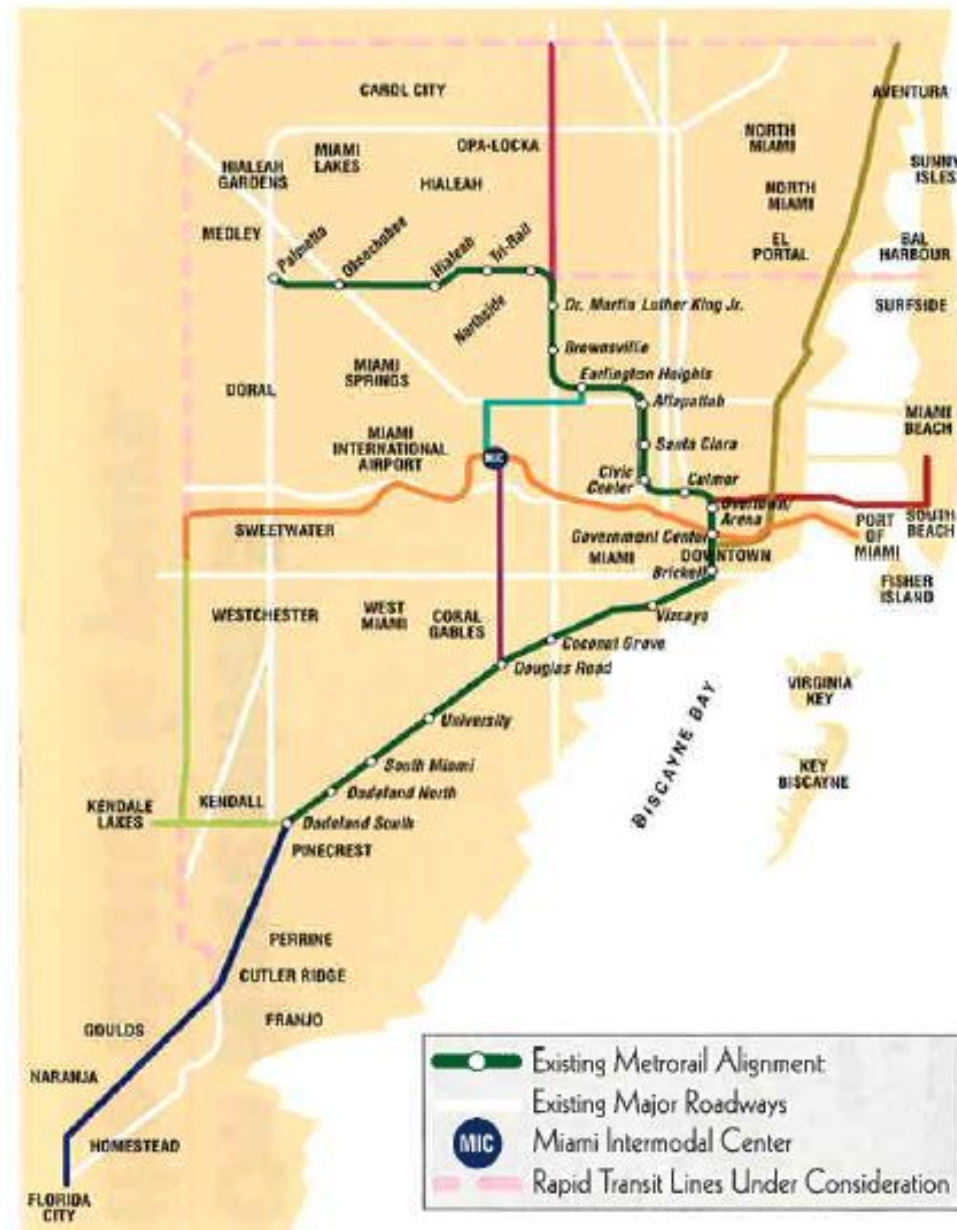 CAROL CITY
AVENTURA
MIAMI
LAKES
OPA-LOCKA
NORTH
MIAMI
HIALEAH
GARDENS
HIALEAH
SUNNY
ISLES
NORTH
MIAMI
MEDLEY
EL
PORTAL
BAL
HARBOUR
Palmetto
Okeechobee
Hialeah
Tri-Rail
Northside
SURFSIDE
Dr. Martin Luther King Jr.
Brownsville
MIAMI
SPRINGS
Earlington Heights
DORAL
Allapattah
MIAMI
BEACH
MIAMI
INTERNATIONAL
AIRPORT
MIC
Santa Clara
Civic
Center
Culmer
Overtown/
Arena
SWEETWATER
Government Center
PORT
OF
MIAMI
SOUTH
BEACH
MIAMI
DOWNTOWN
Brickell
FISHER
ISLAND
WESTCHESTER
WEST
MIAMI
CORAL
GABLES
Vizcaya
Coconut Grove
Douglas Road
VIRGINIA
KEY
University
BISCAYNE BAY
South Miami
KEY
BISCAYNE
Dadeland North
KENDALE
LAKES
KENDALL
Dadeland South
PINECREST
PERRINE
CUTLER RIDGE
FRANJO
GOULDS
NARANJA
HOMESTEAD
FLORIDA
CITY
Existing Metrorail Alignment
Existing Major Roadways
MIC Miami Intermodal Center
Rapid Transit Lines Under Consideration